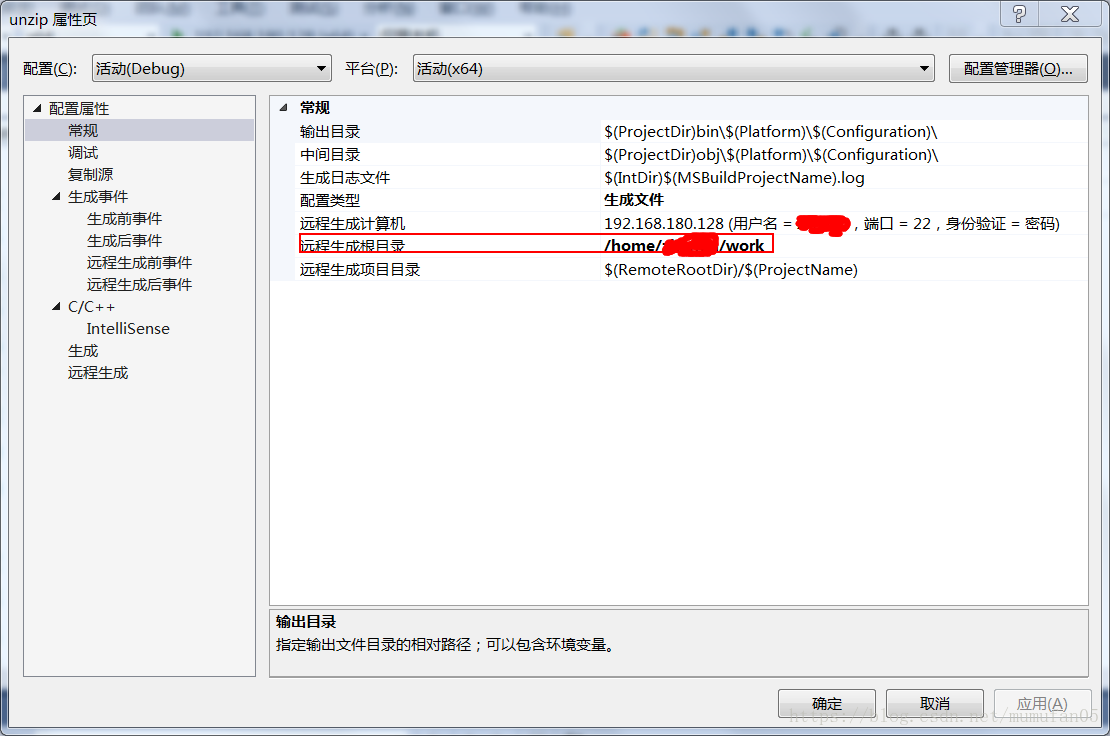 unzip 属性页
配置(C): 活动(Debug) 平台(P): 活动(x64) 配置管理器(O)...
配置属性
常规
调试
复制源
生成事件
生成前事件
生成后事件
远程生成前事件
远程生成后事件
C/C++
IntelliSense
生成
远程生成
常规
输出目录 $(ProjectDir)bin\$(Platform)\$(Configuration)\
中间目录 $(ProjectDir)obj\$(Platform)\$(Configuration)\
生成日志文件 $(IntDir)$(MSBuildProjectName).log
配置类型 生成文件
远程生成计算机 192.168.180.128 (用户名 = , 端口 = 22，身份验证 = 密码)
远程生成根目录 /home/ /work
远程生成项目目录 $(RemoteRootDir)/$(ProjectName)
输出目录
指定输出文件目录的相对路径；可以包含环境变量。
确定 取消 应用(A)
https://blog.csdn.net/mumufan05